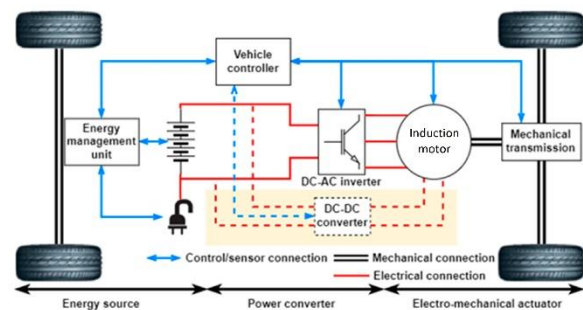 Vehicle
controller
Energy
management
unit
Induction
motor
Mechanical
transmission
DC-AC inverter
DC-DC
converter
Control/sensor connection
Mechanical connection
Electrical connection
Energy source
Power converter
Electro-mechanical actuator